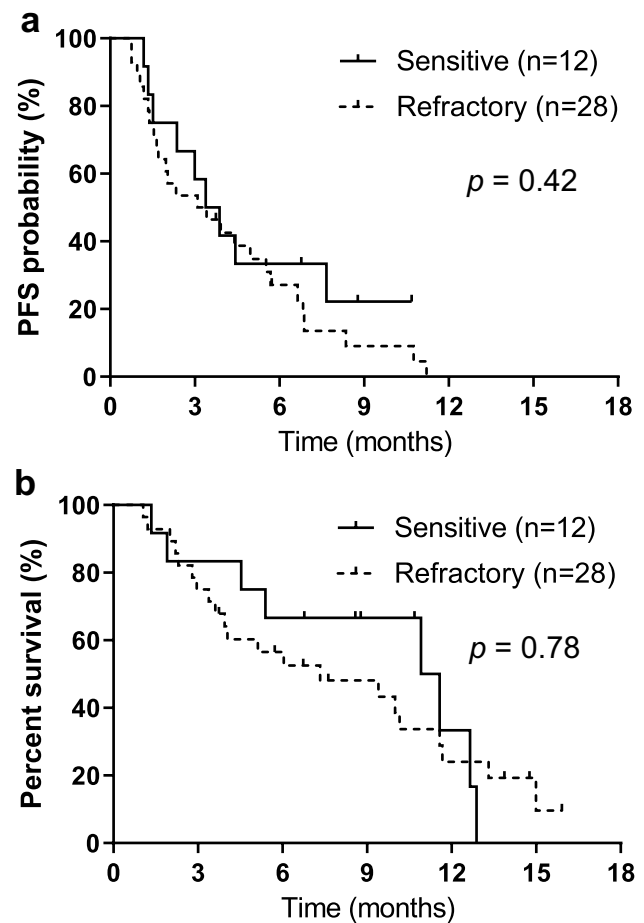 a
PFS probability (%)
100
80
60
40
20
0
0 3 6 9 12 15 18
Time (months)
Sensitive (n=12)
Refractory (n=28)
p = 0.42
b
Percent survival (%)
100
80
60
40
20
0
0 3 6 9 12 15 18
Time (months)
Sensitive (n=12)
Refractory (n=28)
p = 0.78